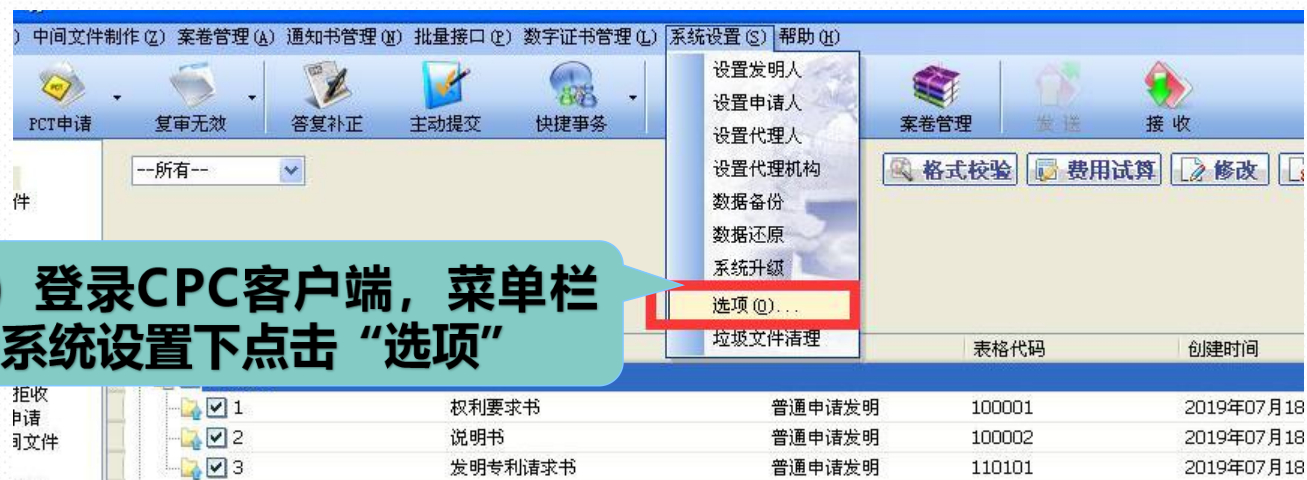 ) 中间文件制作(Z) 案卷管理(A) 通知书管理(N) 批量接口(P) 数字证书管理(L) 系统设置(S) 帮助(H)
PCT申请 复审无效 答复补正 主动提交 快捷事务 案卷管理 发送 接收
设置发明人
设置申请人
设置代理人
设置代理机构
数据备份
数据还原
系统升级
选项(O)...
垃圾文件清理
--所有-- 格式校验 费用试算 修改
件
) 登录CPC客户端，菜单栏
系统设置下点击“选项”
表格代码 创建时间
拒收
申请
间文件
1 权利要求书 普通申请发明 100001 2019年07月18
2 说明书 普通申请发明 100002 2019年07月18
3 发明专利请求书 普通申请发明 110101 2019年07月18